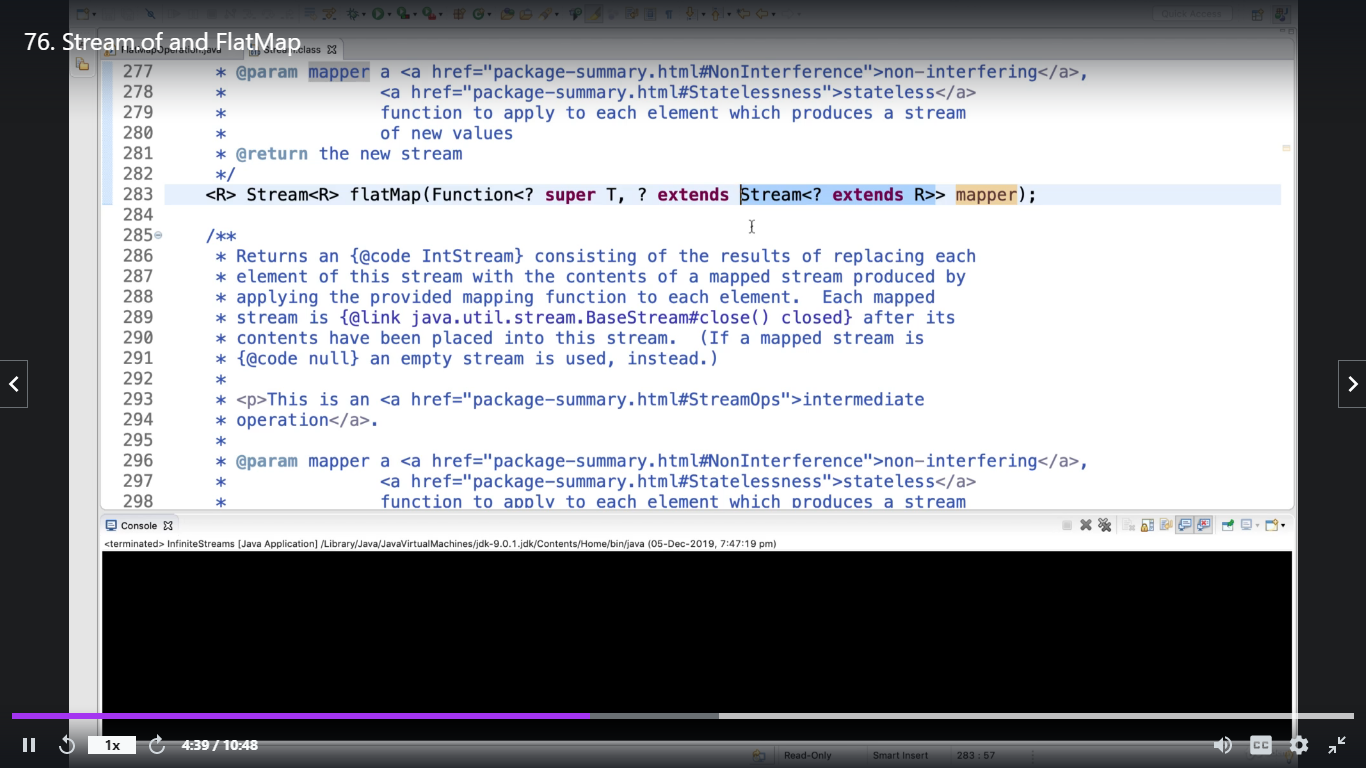 Quick Access
76. Stream.of and FlatMap
FlatMapOperation.java
Stream.class
277 * @param mapper a <a href="package-summary.html#NonInterference">non-interfering</a>,
278 * <a href="package-summary.html#Statelessness">stateless</a>
279 * function to apply to each element which produces a stream
280 * of new values
281 * @return the new stream
282 */
283 <R> Stream<R> flatMap(Function<? super T, ? extends Stream<? extends R>> mapper);
284
285 /**
286 * Returns an {@code IntStream} consisting of the results of replacing each
287 * element of this stream with the contents of a mapped stream produced by
288 * applying the provided mapping function to each element. Each mapped
289 * stream is {@link java.util.stream.BaseStream#close() closed} after its
290 * contents have been placed into this stream. (If a mapped stream is
291 * {@code null} an empty stream is used, instead.)
292 *
293 * <p>This is an <a href="package-summary.html#StreamOps">intermediate
294 * operation</a>.
295 *
296 * @param mapper a <a href="package-summary.html#NonInterference">non-interfering</a>,
297 * <a href="package-summary.html#Statelessness">stateless</a>
298 * function to apply to each element which produces a stream
Console
<terminated> InfiniteStreams [Java Application] /Library/Java/JavaVirtualMachines/jdk-9.0.1.jdk/Contents/Home/bin/java (05-Dec-2019, 7:47:19 pm)
1x
4:39 / 10:48
CC
Read-Only
Smart Insert
283 : 57